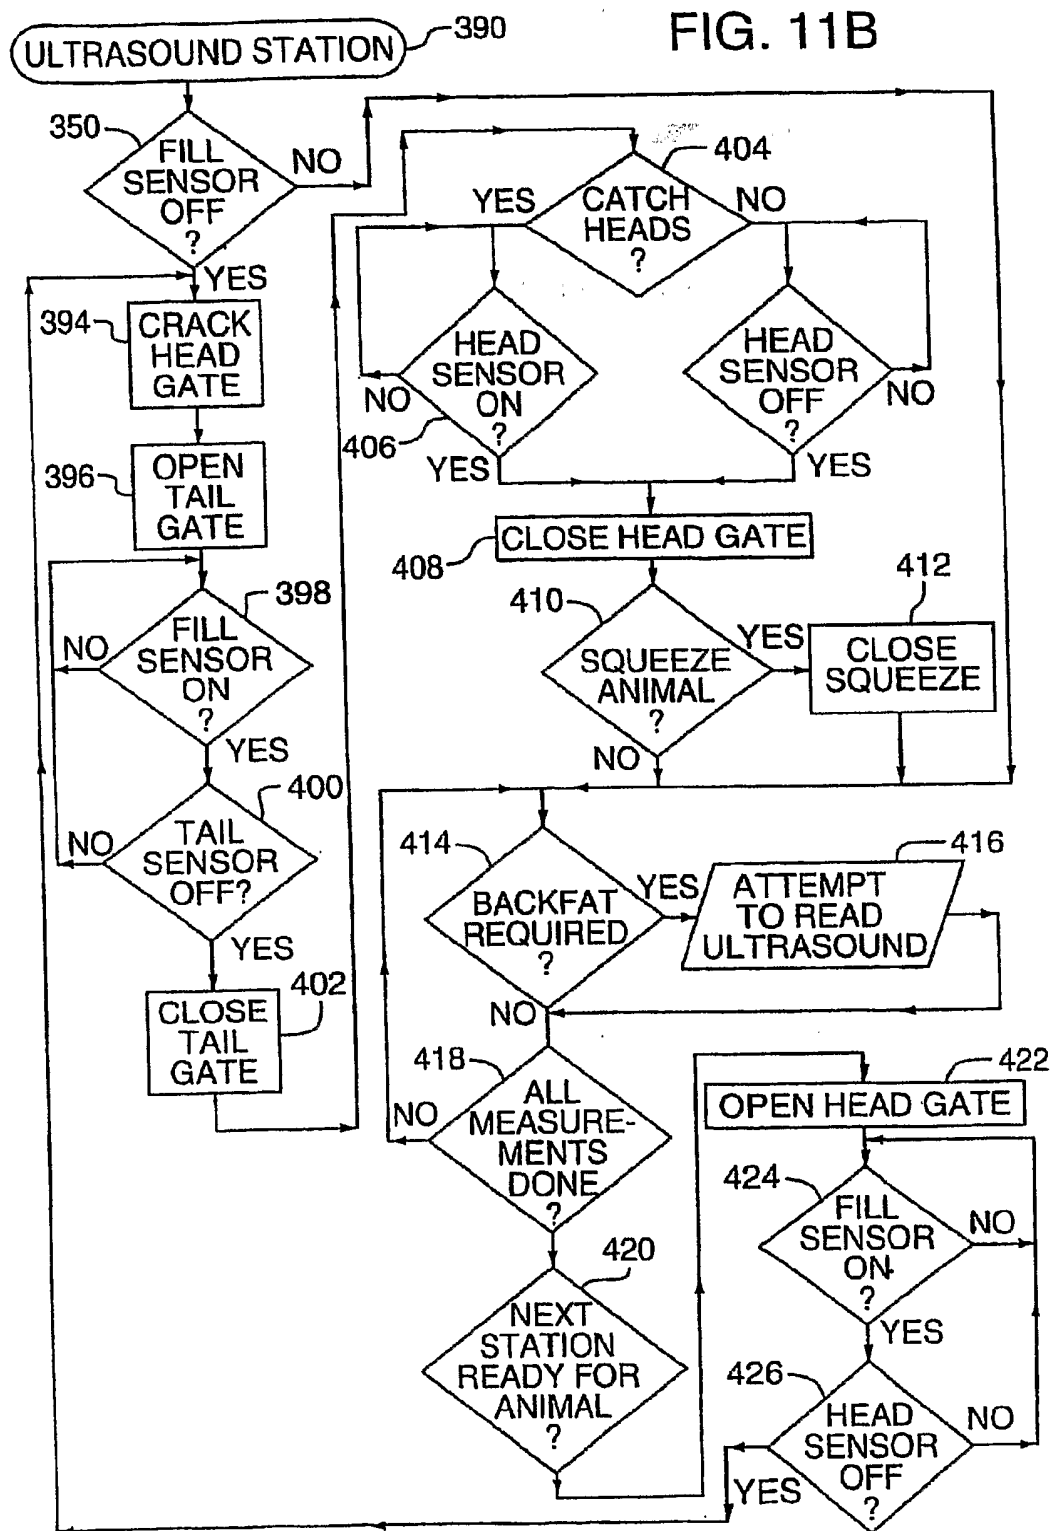 FIG. 11B
ULTRASOUND STATION
390
350
FILL
SENSOR
OFF
?
NO
YES
394
CRACK
HEAD
GATE
396
OPEN
TAIL
GATE
398
FILL
SENSOR
ON
?
NO
YES
400
TAIL
SENSOR
OFF?
NO
YES
402
CLOSE
TAIL
GATE
404
CATCH
HEADS
?
YES
NO
HEAD
SENSOR
ON
?
NO
406
YES
HEAD
SENSOR
OFF
?
NO
YES
CLOSE HEAD GATE
408
410
SQUEEZE
ANIMAL
?
YES
NO
412
CLOSE
SQUEEZE
414
BACKFAT
REQUIRED
?
YES
NO
416
ATTEMPT
TO READ
ULTRASOUND
418
ALL
MEASURE-
MENTS
DONE
?
NO
420
NEXT
STATION
READY FOR
ANIMAL
?
422
OPEN HEAD GATE
424
FILL
SENSOR
ON
?
NO
YES
426
HEAD
SENSOR
OFF
?
NO
YES